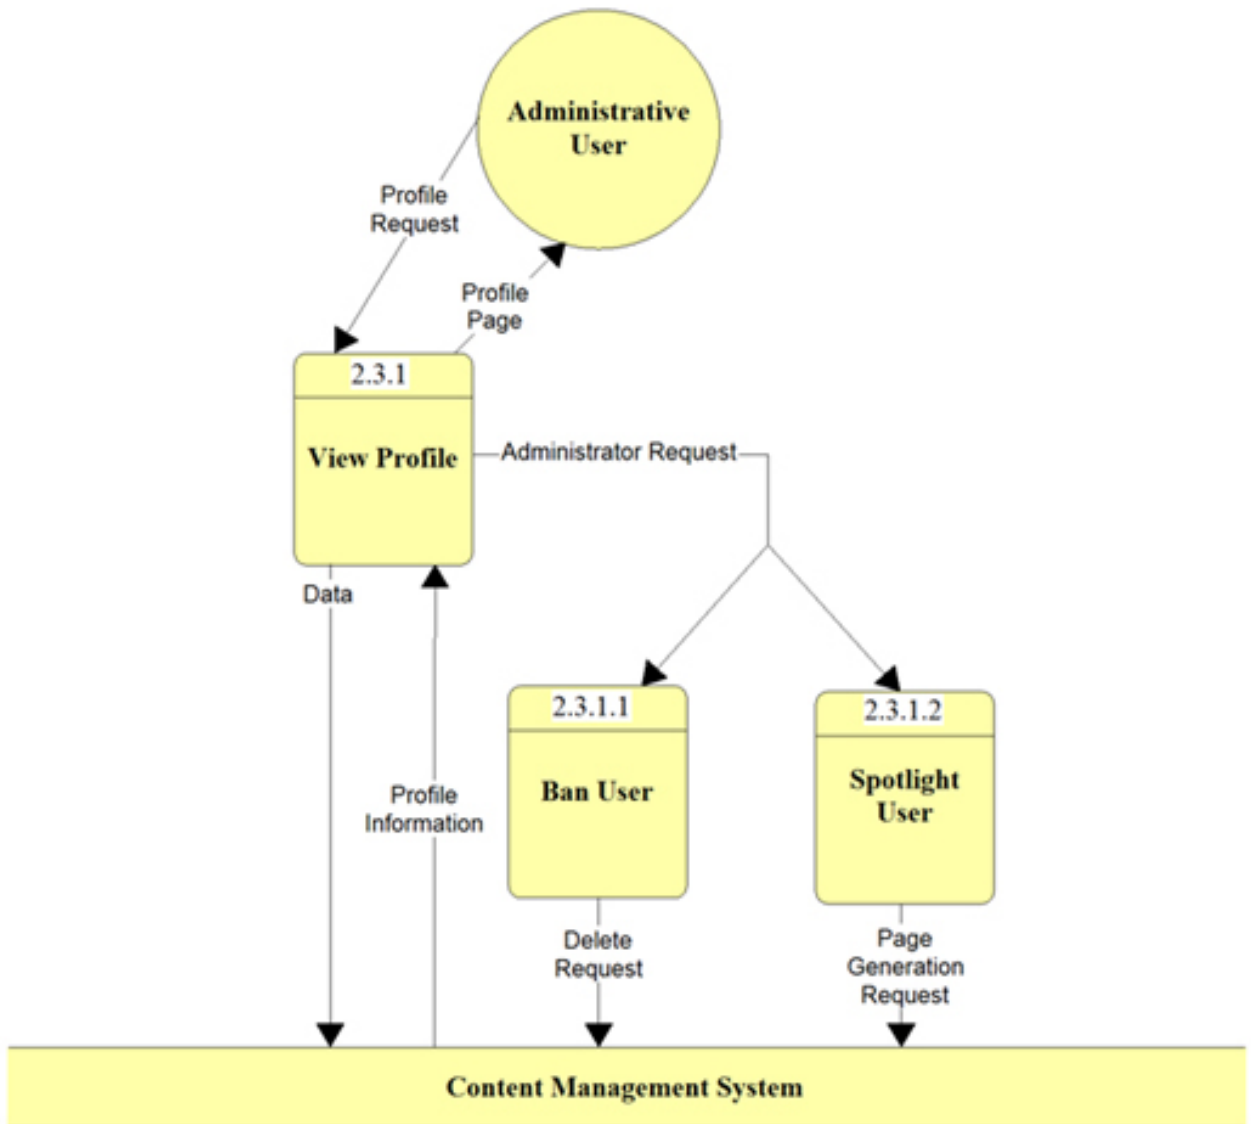 Administrative
User
Profile
Request
Profile
Page
2.3.1
View Profile
Administrator Request
Data
2.3.1.1
Ban User
2.3.1.2
Spotlight
User
Profile
Information
Delete
Request
Page
Generation
Request
Content Management System